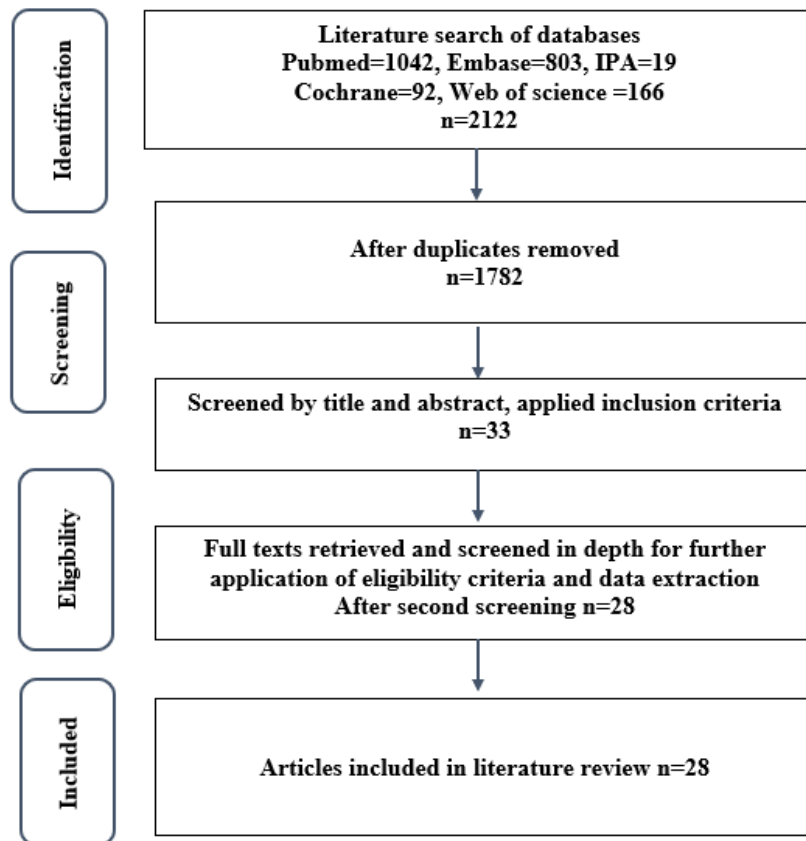 Identification
Literature search of databases
Pubmed=1042, Embase=803, IPA=19
Cochrane=92, Web of science =166
n=2122
After duplicates removed
n=1782
Screening
Screened by title and abstract, applied inclusion criteria
n=33
Eligibility
Full texts retrieved and screened in depth for further
application of eligibility criteria and data extraction
After second screening n=28
Included
Articles included in literature review n=28